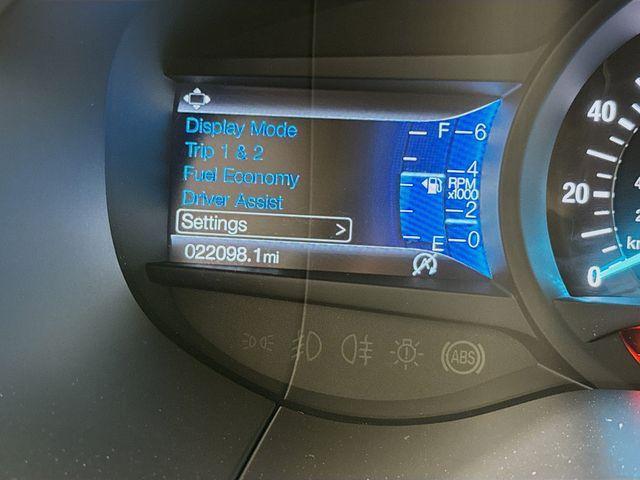 Display Mode
Trip 1 & 2
Fuel Economy
Driver Assist
Settings >
022098.1mi
F 6
4
RPM
x1000
2
E 0
40
20
0
ABS